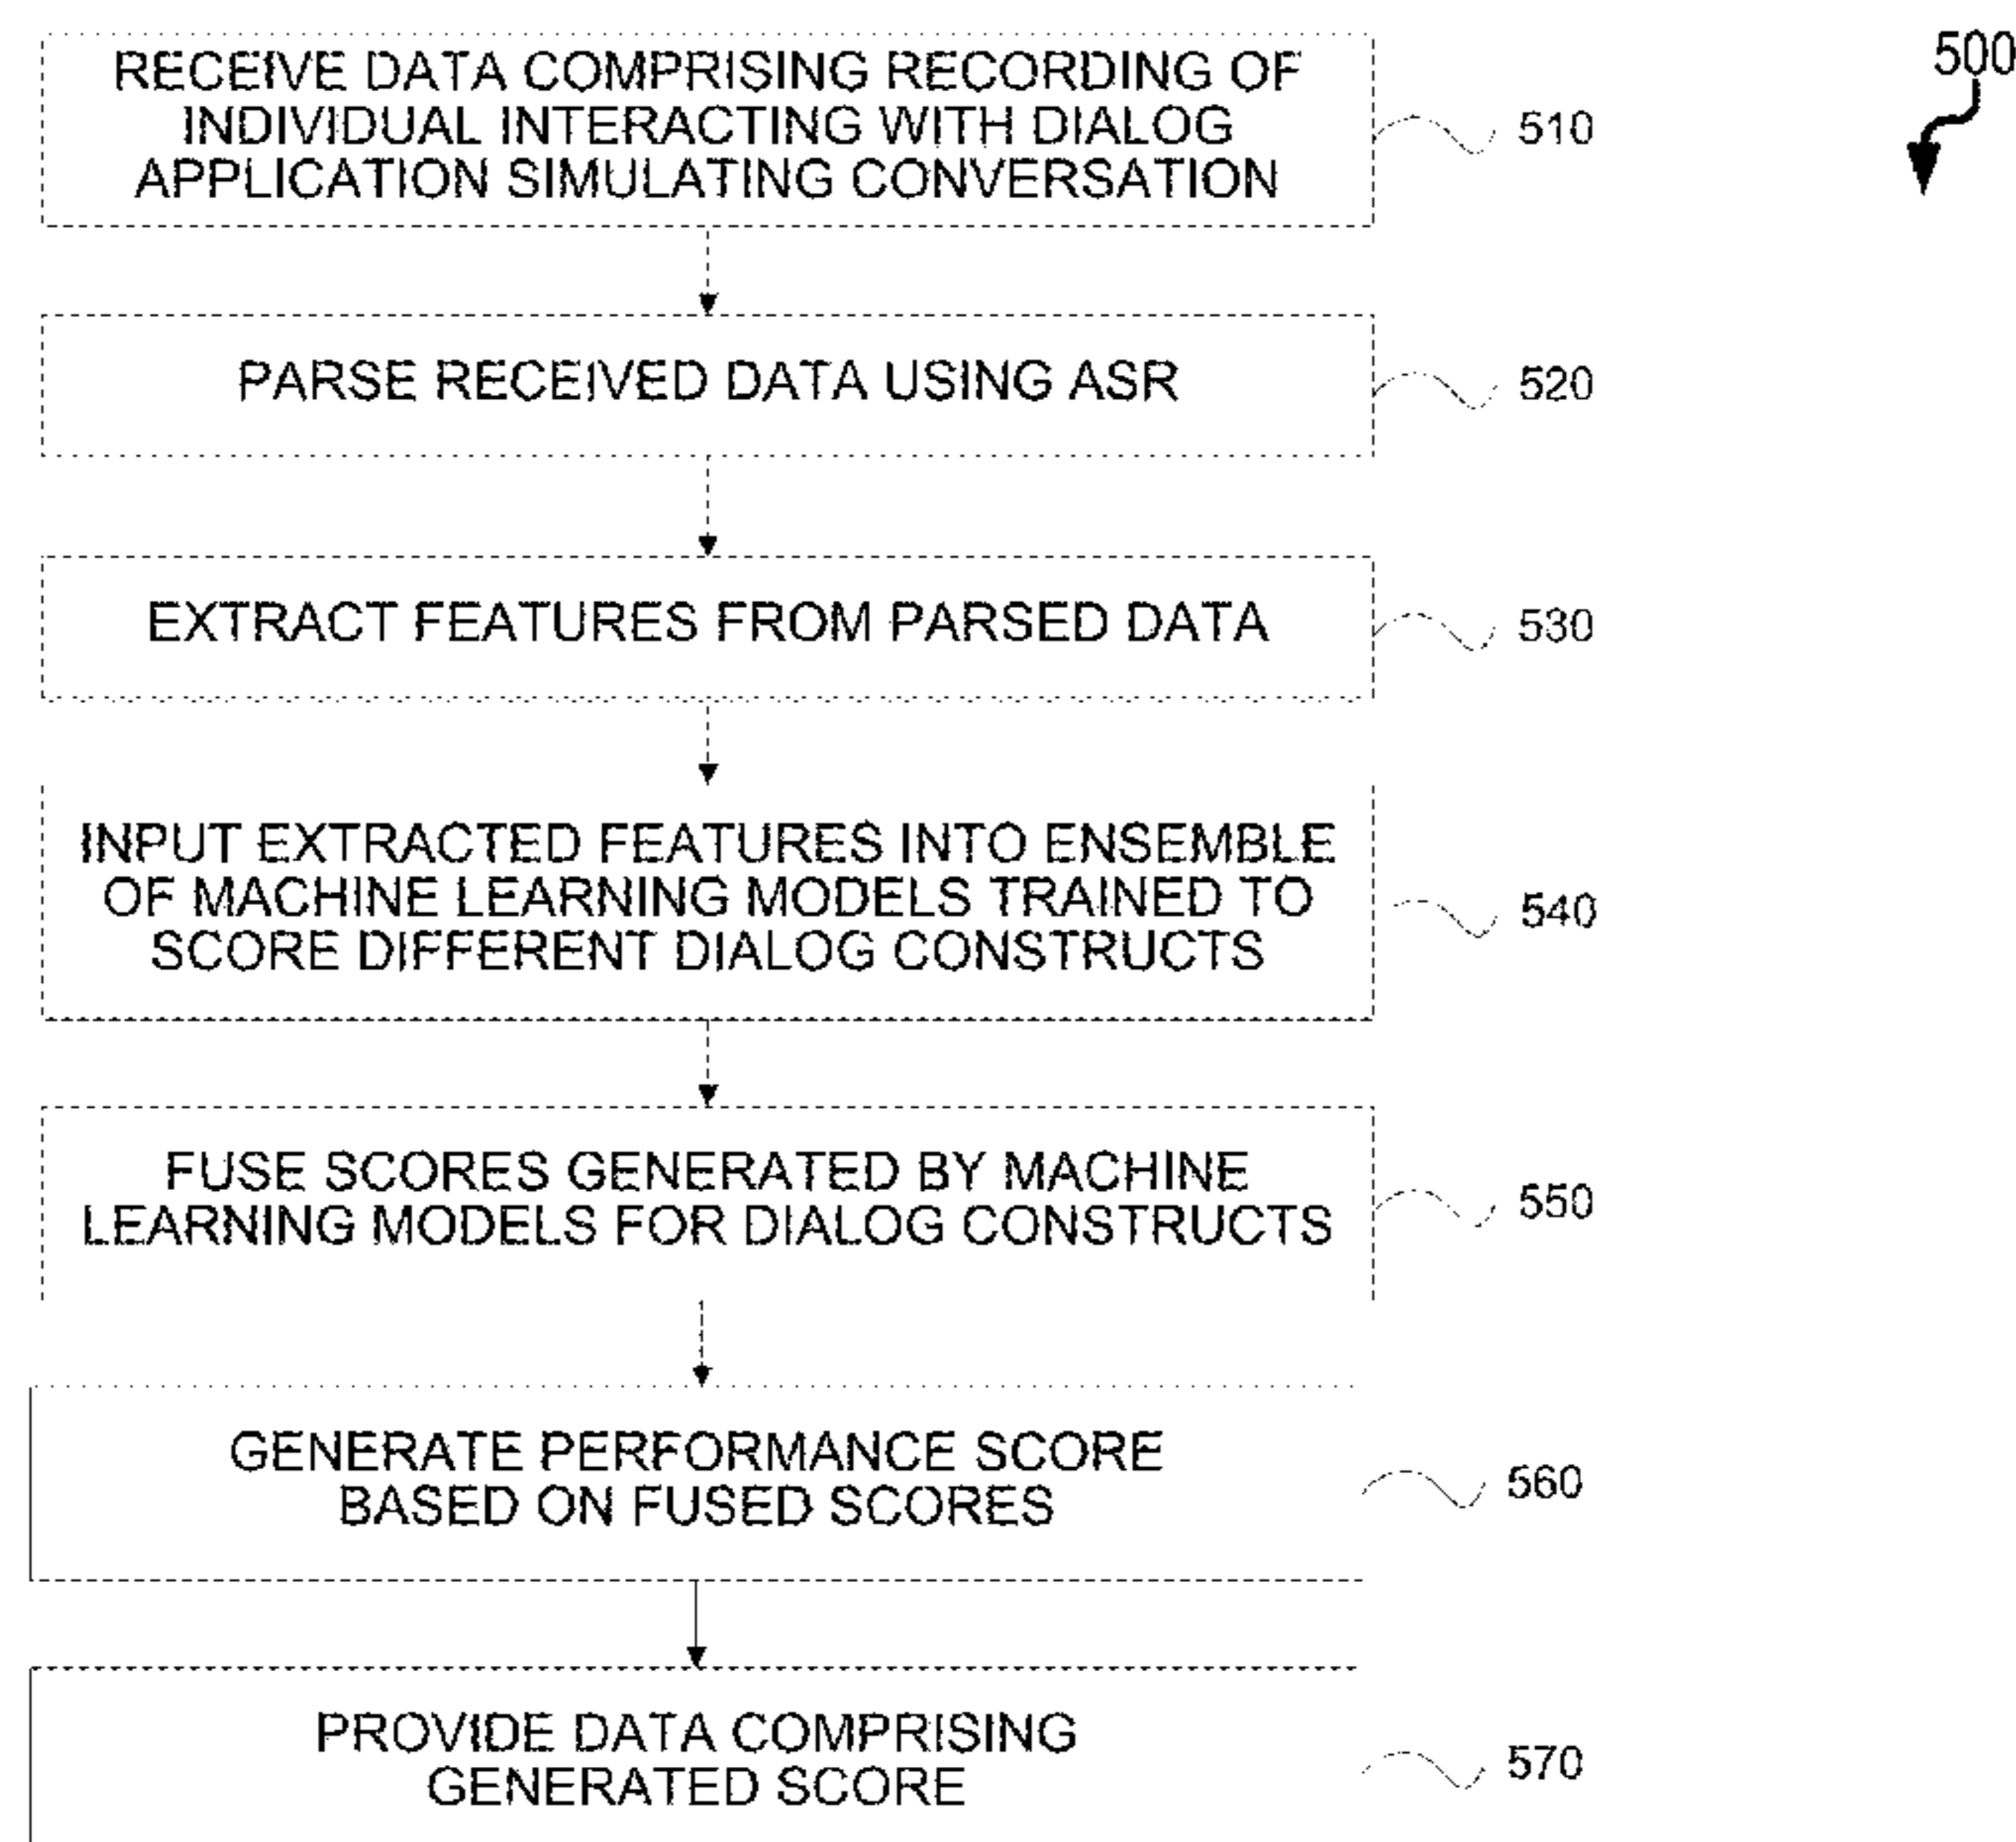 RECEIVE DATA COMPRISING RECORDING OF
INDIVIDUAL INTERACTING WITH DIALOG
APPLICATION SIMULATING CONVERSATION
510
500
PARSE RECEIVED DATA USING ASR
520
EXTRACT FEATURES FROM PARSED DATA
530
INPUT EXTRACTED FEATURES INTO ENSEMBLE
OF MACHINE LEARNING MODELS TRAINED TO
SCORE DIFFERENT DIALOG CONSTRUCTS
540
FUSE SCORES GENERATED BY MACHINE
LEARNING MODELS FOR DIALOG CONSTRUCTS
550
GENERATE PERFORMANCE SCORE
BASED ON FUSED SCORES
560
PROVIDE DATA COMPRISING
GENERATED SCORE
570